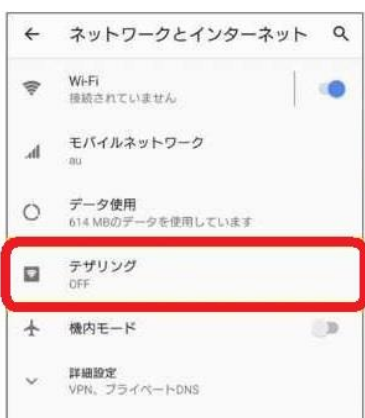 ネットワークとインターネット
Wi-Fi
接続されていません
モバイルネットワーク
au
データ使用
614 MBのデータを使用しています
テザリング
OFF
機内モード
詳細設定
VPN、プライベートDNS